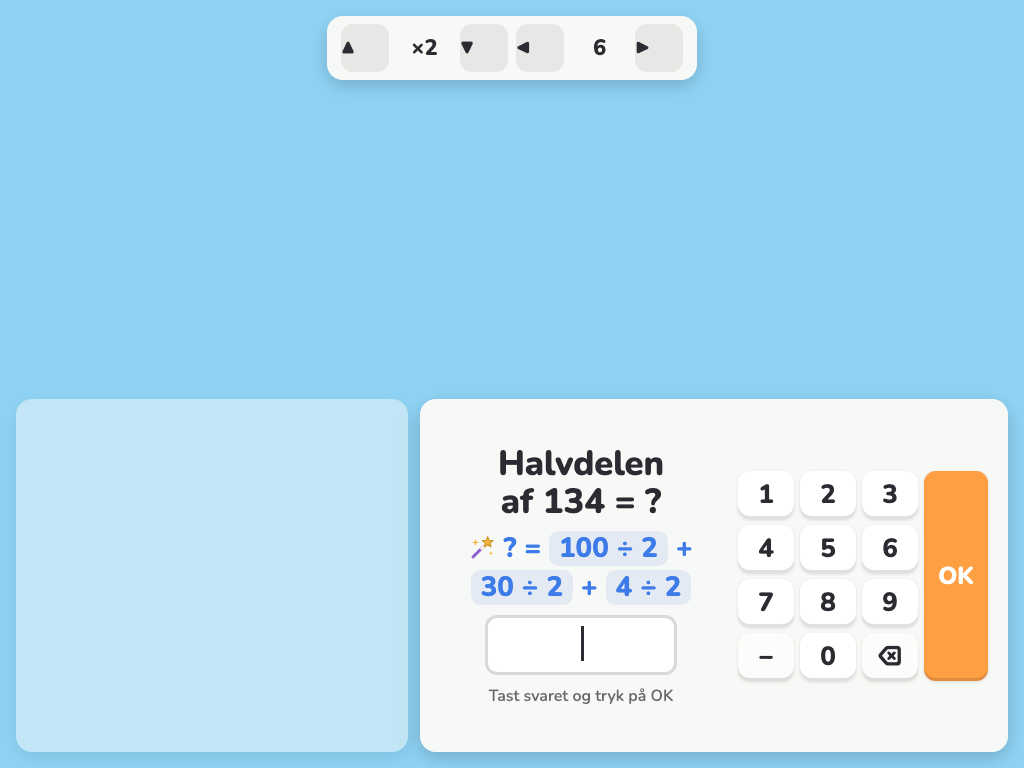 ▲ ×2 ▼ ◀ 6 ▶
Halvdelen
af 134 = ?
? = 100 ÷ 2 +
30 ÷ 2 + 4 ÷ 2
Tast svaret og tryk på OK
1 2 3
4 5 6
7 8 9
– 0
OK